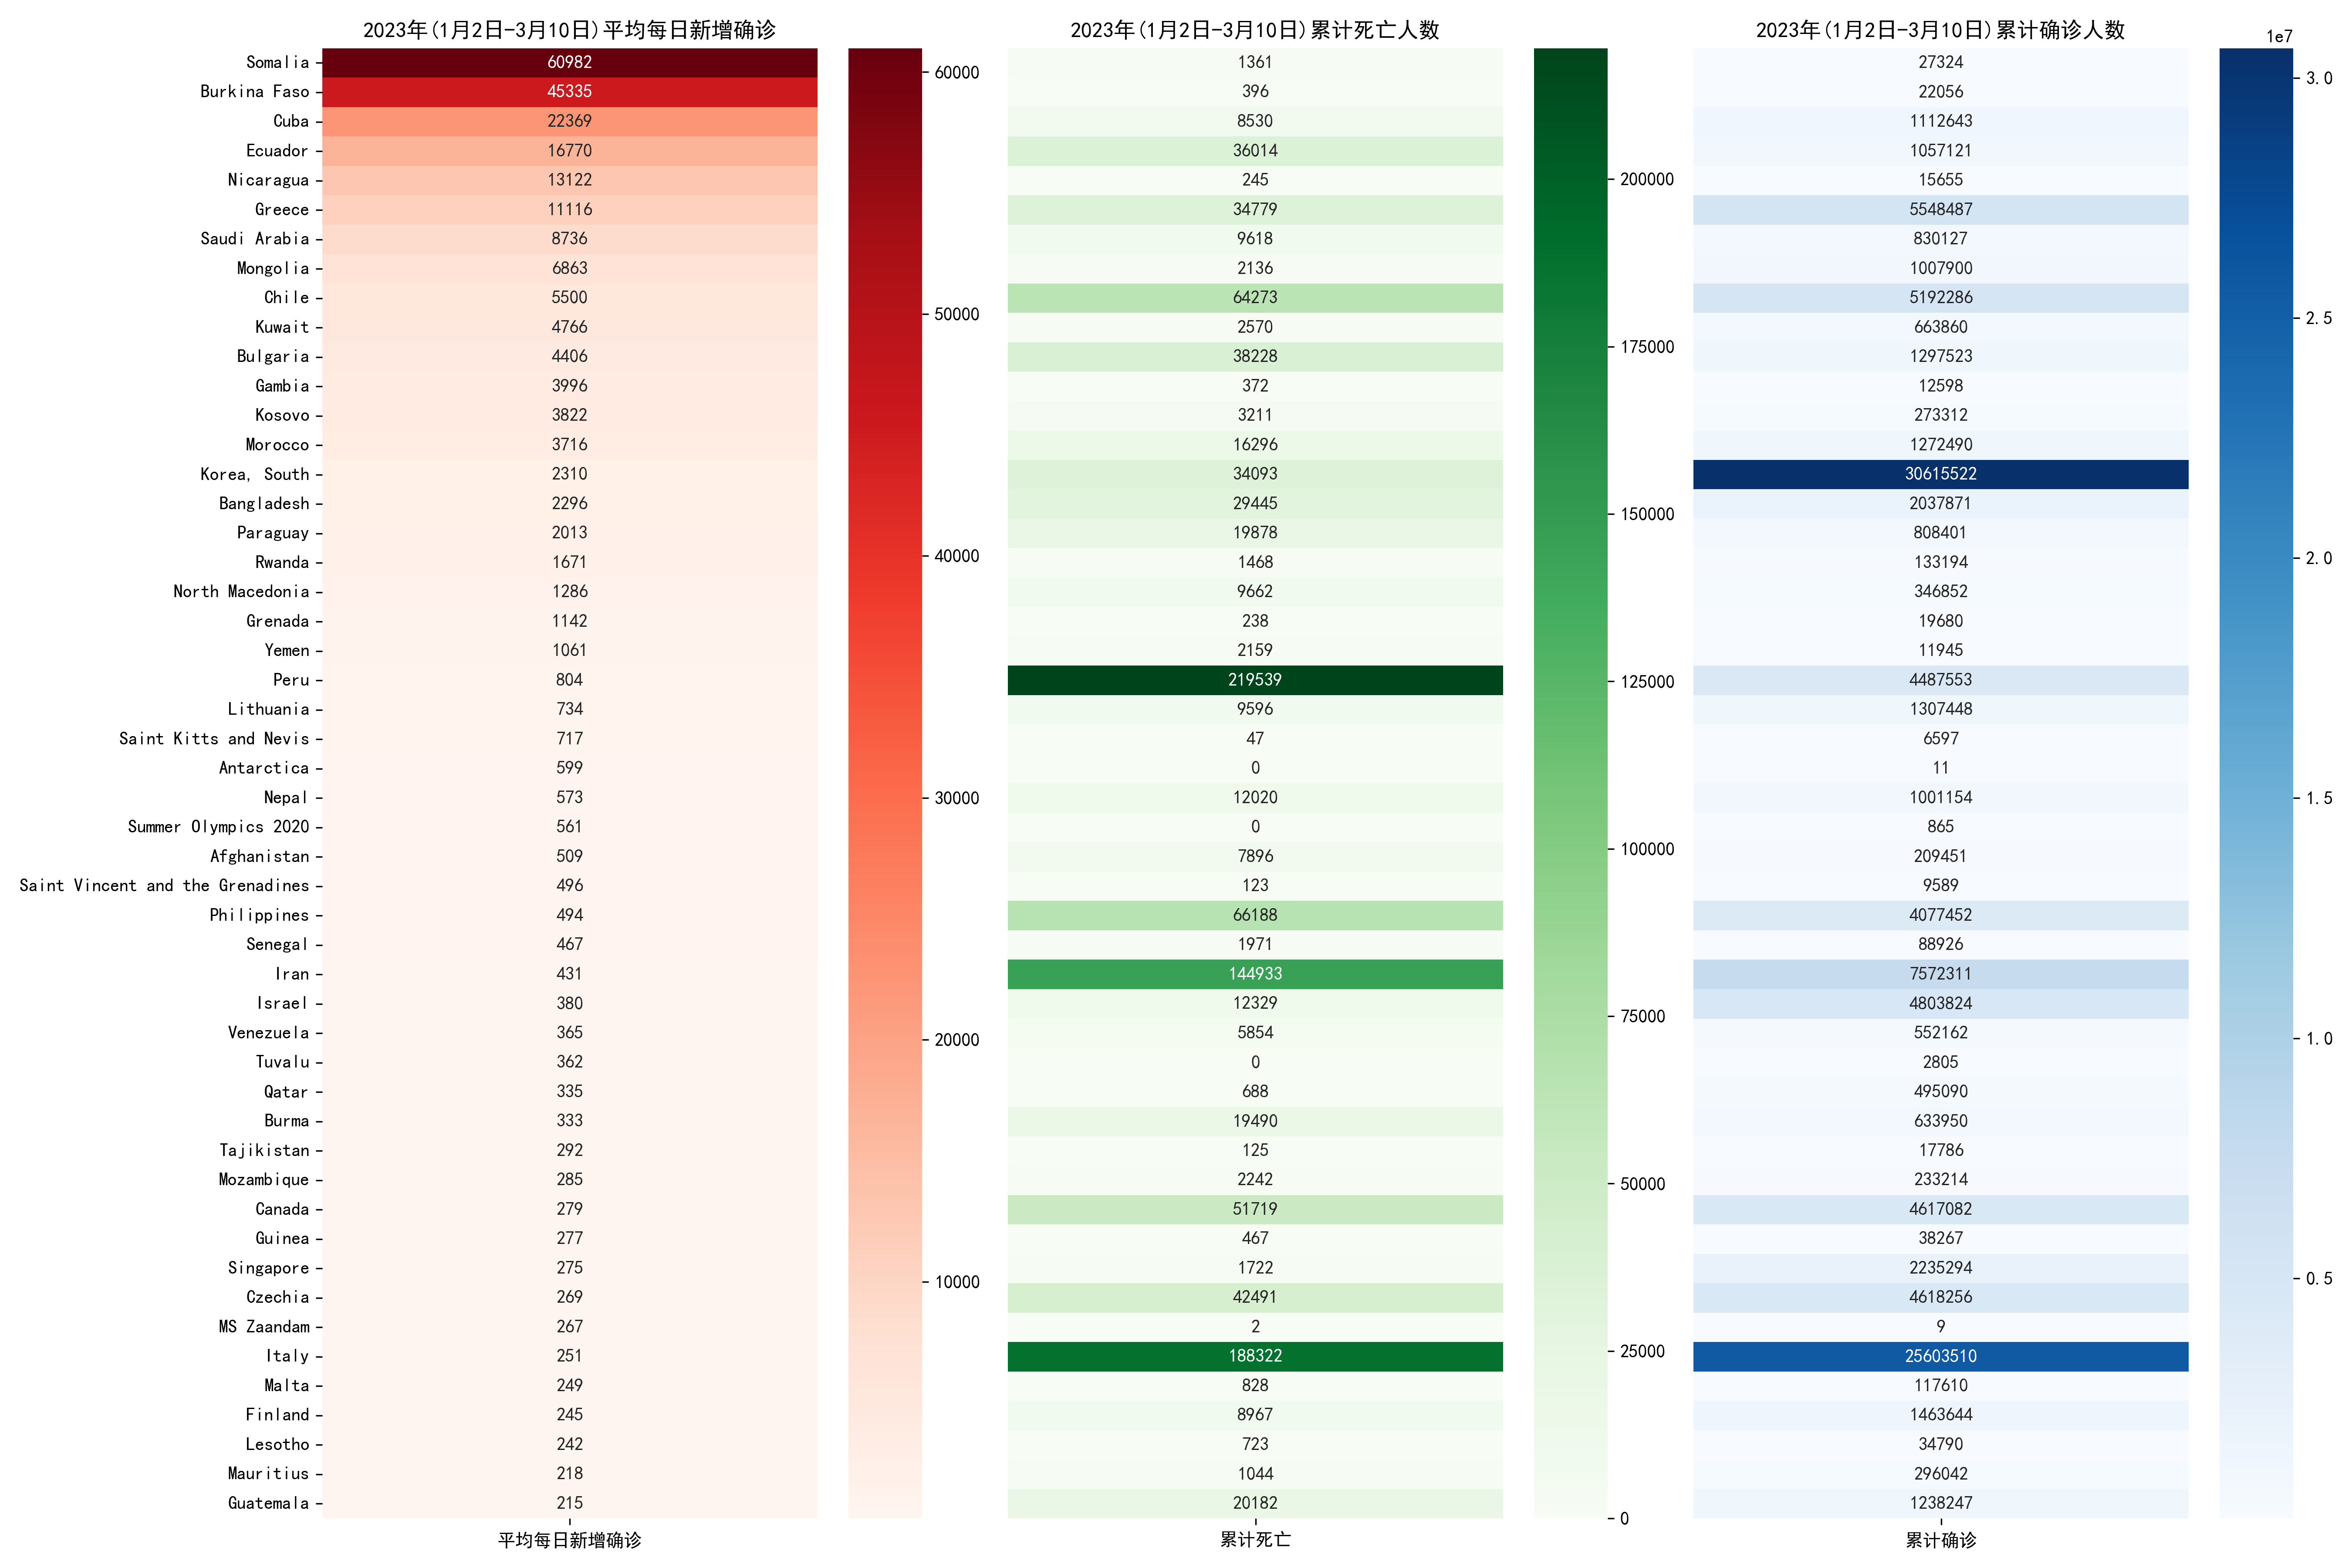 2023年(1月2日-3月10日)平均每日新增确诊
2023年(1月2日-3月10日)累计死亡人数
2023年(1月2日-3月10日)累计确诊人数
1e7
Somalia 60982 1361 27324
Burkina Faso 45335 396 22056
Cuba 22369 8530 1112643
Ecuador 16770 36014 1057121
Nicaragua 13122 245 15655
Greece 11116 34779 5548487
Saudi Arabia 8736 9618 830127
Mongolia 6863 2136 1007900
Chile 5500 64273 5192286
Kuwait 4766 2570 663860
Bulgaria 4406 38228 1297523
Gambia 3996 372 12598
Kosovo 3822 3211 273312
Morocco 3716 16296 1272490
Korea, South 2310 34093 30615522
Bangladesh 2296 29445 2037871
Paraguay 2013 19878 808401
Rwanda 1671 1468 133194
North Macedonia 1286 9662 346852
Grenada 1142 238 19680
Yemen 1061 2159 11945
Peru 804 219539 4487553
Lithuania 734 9596 1307448
Saint Kitts and Nevis 717 47 6597
Antarctica 599 0 11
Nepal 573 12020 1001154
Summer Olympics 2020 561 0 865
Afghanistan 509 7896 209451
Saint Vincent and the Grenadines 496 123 9589
Philippines 494 66188 4077452
Senegal 467 1971 88926
Iran 431 144933 7572311
Israel 380 12329 4803824
Venezuela 365 5854 552162
Tuvalu 362 0 2805
Qatar 335 688 495090
Burma 333 19490 633950
Tajikistan 292 125 17786
Mozambique 285 2242 233214
Canada 279 51719 4617082
Guinea 277 467 38267
Singapore 275 1722 2235294
Czechia 269 42491 4618256
MS Zaandam 267 2 9
Italy 251 188322 25603510
Malta 249 828 117610
Finland 245 8967 1463644
Lesotho 242 723 34790
Mauritius 218 1044 296042
Guatemala 215 20182 1238247
平均每日新增确诊
累计死亡
累计确诊
60000
50000
40000
30000
20000
10000
200000
175000
150000
125000
100000
75000
50000
25000
0
3.0
2.5
2.0
1.5
1.0
0.5